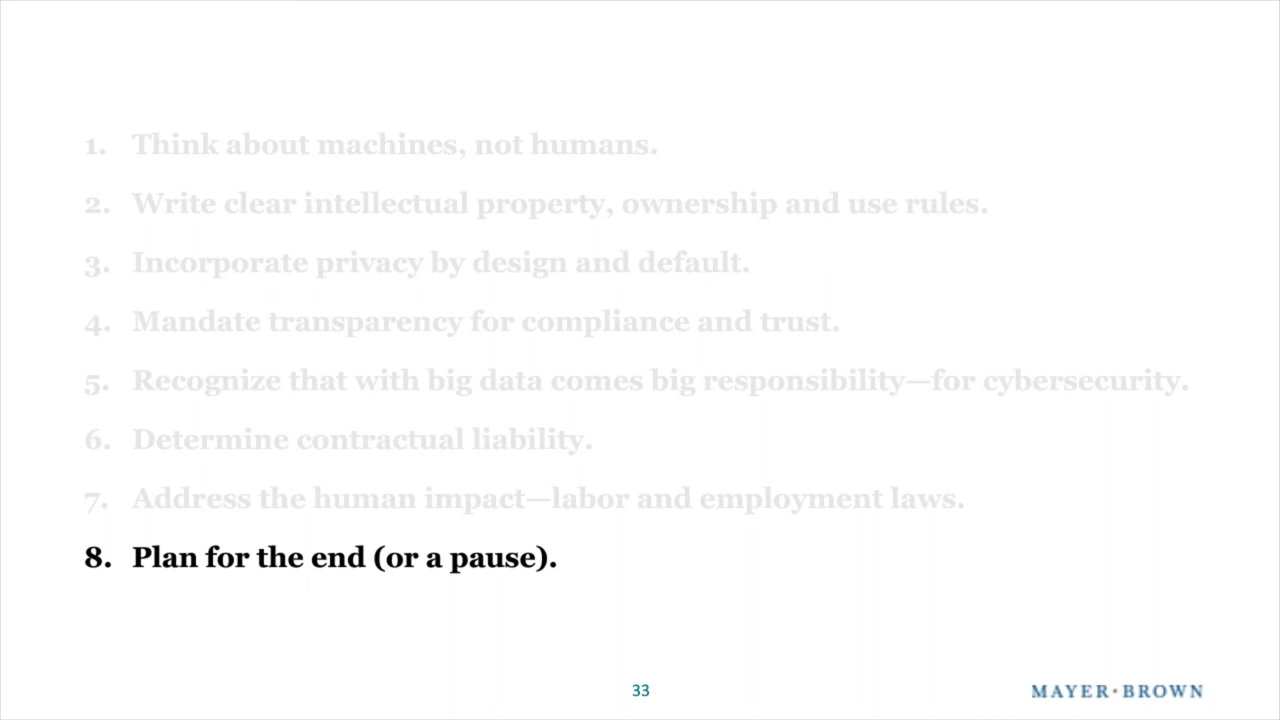 1. Think about machines, not humans.
2. Write clear intellectual property, ownership and use rules.
3. Incorporate privacy by design and default.
4. Mandate transparency for compliance and trust.
5. Recognize that with big data comes big responsibility—for cybersecurity.
6. Determine contractual liability.
7. Address the human impact—labor and employment laws.
8. Plan for the end (or a pause).
33
MAYER•BROWN